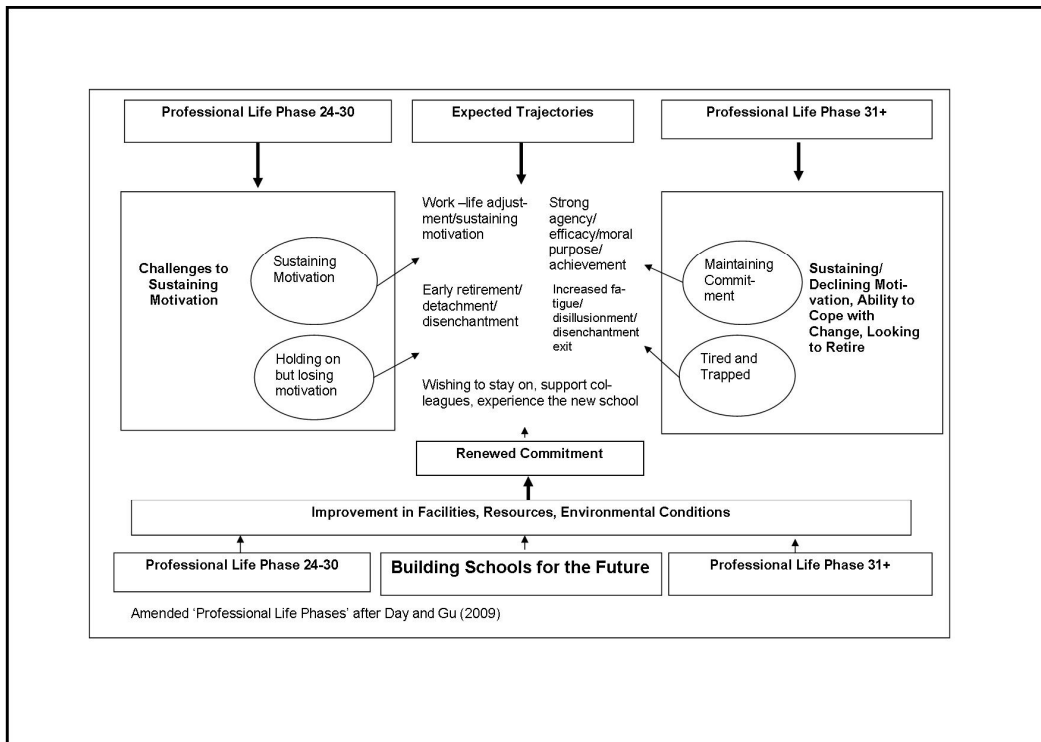 Professional Life Phase 24-30
Expected Trajectories
Professional Life Phase 31+
Challenges to
Sustaining
Motivation
Sustaining
Motivation
Holding on
but losing
motivation
Work –life adjust-
ment/sustaining
motivation
Early retirement/
detachment/
disenchantment
Strong
agency/
efficacy/moral
purpose/
achievement
Increased fa-
tigue/
disillusionment/
disenchantment
exit
Wishing to stay on, support col-
leagues, experience the new school
Maintaining
Commit-
ment
Tired and
Trapped
Sustaining/
Declining Moti-
vation, Ability to
Cope with
Change, Looking
to Retire
Renewed Commitment
Improvement in Facilities, Resources, Environmental Conditions
Professional Life Phase 24-30
Building Schools for the Future
Professional Life Phase 31+
Amended ‘Professional Life Phases’ after Day and Gu (2009)